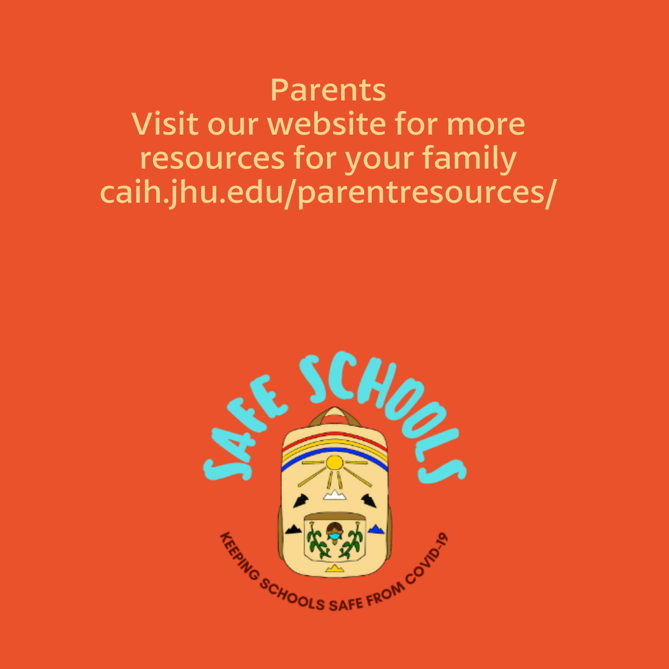 Parents
Visit our website for more
resources for your family
caih.jhu.edu/parentresources/
SAFE SCHOOLS
KEEPING SCHOOLS SAFE FROM COVID-19